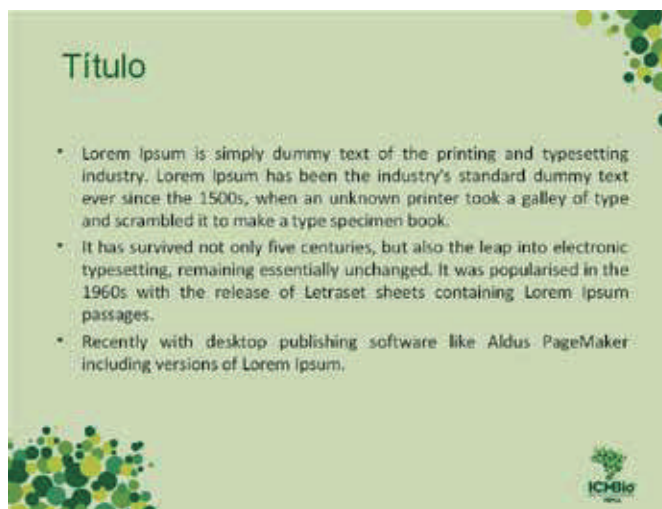 Título
• Lorem Ipsum is simply dummy text of the printing and typesetting
industry. Lorem Ipsum has been the industry's standard dummy text
ever since the 1500s, when an unknown printer took a galley of type
and scrambled it to make a type specimen book.
• It has survived not only five centuries, but also the leap into electronic
typesetting, remaining essentially unchanged. It was popularised in the
1960s with the release of Letraset sheets containing Lorem Ipsum
passages.
• Recently with desktop publishing software like Aldus PageMaker
including versions of Lorem Ipsum.
ICMBio